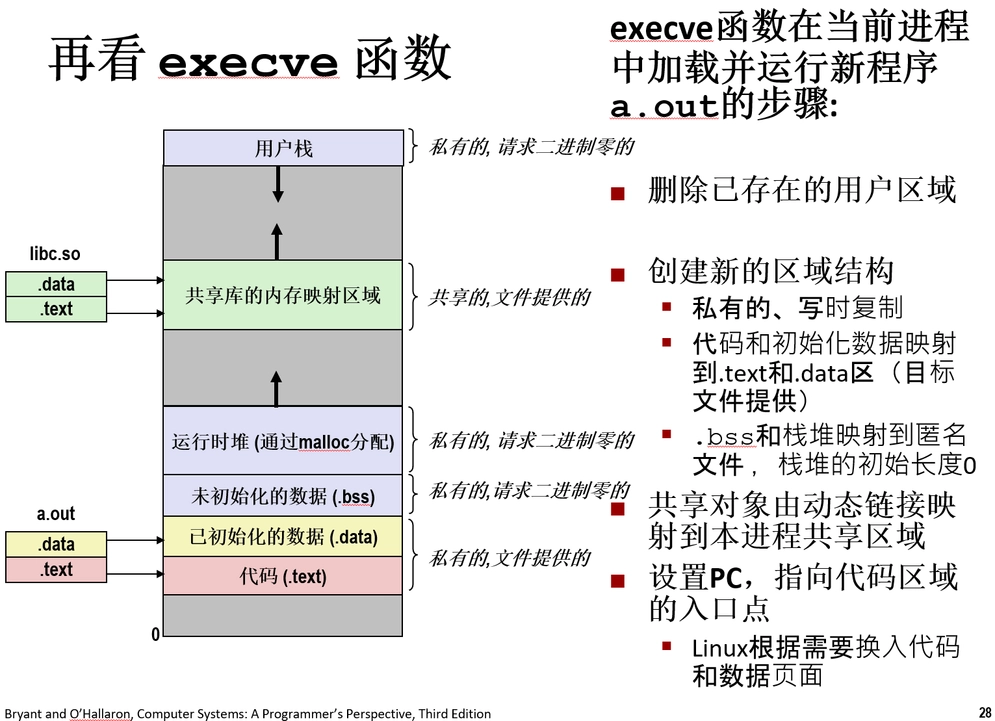 再看 execve 函数
用户栈
私有的, 请求二进制零的
libc.so
.data
.text
共享库的内存映射区域
共享的,文件提供的
运行时堆 (通过malloc分配)
私有的, 请求二进制零的
未初始化的数据 (.bss)
私有的,请求二进制零的
a.out
.data
.text
已初始化的数据 (.data)
代码 (.text)
私有的,文件提供的
0
execve函数在当前进程
中加载并运行新程序
a.out的步骤:
■ 删除已存在的用户区域
■ 创建新的区域结构
▪ 私有的、写时复制
▪ 代码和初始化数据映射
到.text和.data区（目标
文件提供）
▪ .bss和栈堆映射到匿名
文件 ，栈堆的初始长度0
■ 共享对象由动态链接映
射到本进程共享区域
■ 设置PC，指向代码区域
的入口点
▪ Linux根据需要换入代码
和数据页面
Bryant and O’Hallaron, Computer Systems: A Programmer’s Perspective, Third Edition
28